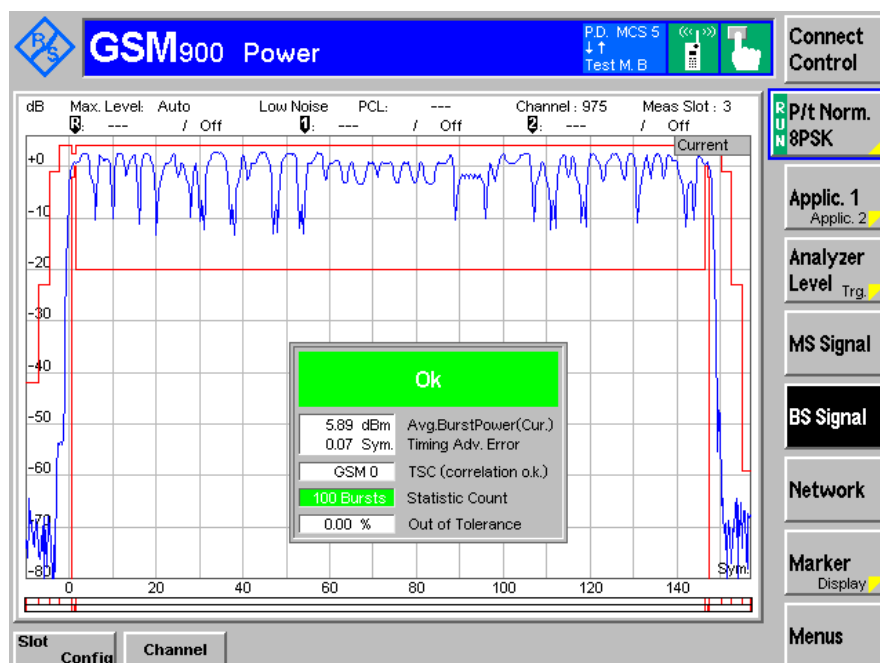 R/S
GSM900 Power
P.D. MCS 5
Test M. B
Connect
Control
dB Max. Level: Auto Low Noise PCL: --- Channel : 975 Meas Slot : 3
R: --- / Off 1: --- / Off 2: --- / Off
RUN
P/t Norm.
8PSK
Current
+0
-10
-20
-30
-40
-50
-60
-70
-80
Sym.
0 20 40 60 80 100 120 140
Ok
5.89 dBm Avg.BurstPower(Cur.)
0.07 Sym. Timing Adv. Error
GSM 0 TSC (correlation o.k.)
100 Bursts Statistic Count
0.00 % Out of Tolerance
Applic. 1
Applic. 2
Analyzer
Level Trg.
MS Signal
BS Signal
Network
Marker
Display
Menus
Slot
Config
Channel